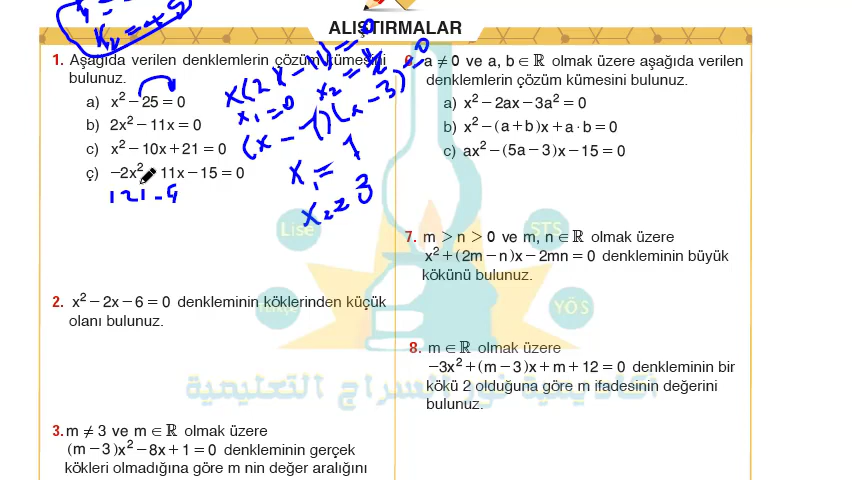 ALIŞTIRMALAR
1. Aşağıda verilen denklemlerin çözüm kümesini
bulunuz.
a) x² − 25 = 0
b) 2x² − 11x = 0
c) x² − 10x + 21 = 0
ç) −2x² 11x − 15 = 0
121 - 4
x(2x - 11) = 0
x₁ = 0 x₂ =
(x - 7)(x - 3) = 0
x₁ = 7
x₂ = 3
2. x² − 2x − 6 = 0 denkleminin köklerinden küçük
olanı bulunuz.
3. m ≠ 3 ve m ∈ ℝ olmak üzere
(m − 3)x² − 8x + 1 = 0 denkleminin gerçek
kökleri olmadığına göre m nin değer aralığını
a ≠ 0 ve a, b ∈ ℝ olmak üzere aşağıda verilen
denklemlerin çözüm kümesini bulunuz.
a) x² − 2ax − 3a² = 0
b) x² − (a + b)x + a · b = 0
c) ax² − (5a − 3)x − 15 = 0
7. m > n > 0 ve m, n ∈ ℝ olmak üzere
x² + (2m − n)x − 2mn = 0 denkleminin büyük
kökünü bulunuz.
8. m ∈ ℝ olmak üzere
−3x² + (m − 3)x + m + 12 = 0 denkleminin bir
kökü 2 olduğuna göre m ifadesinin değerini
bulunuz.
Lise
STS
YÖS
السراج التعليمية